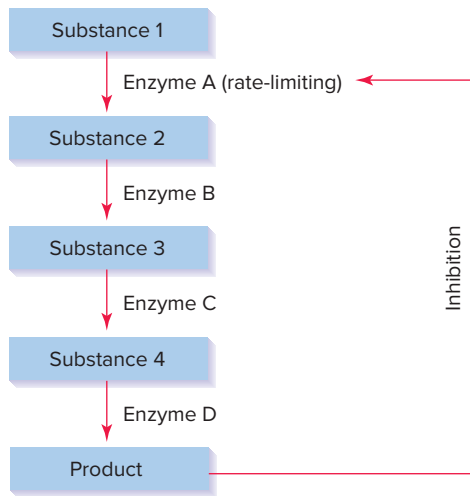 Substance 1
Enzyme A (rate-limiting)
Substance 2
Enzyme B
Substance 3
Inhibition
Enzyme C
Substance 4
Enzyme D
Product